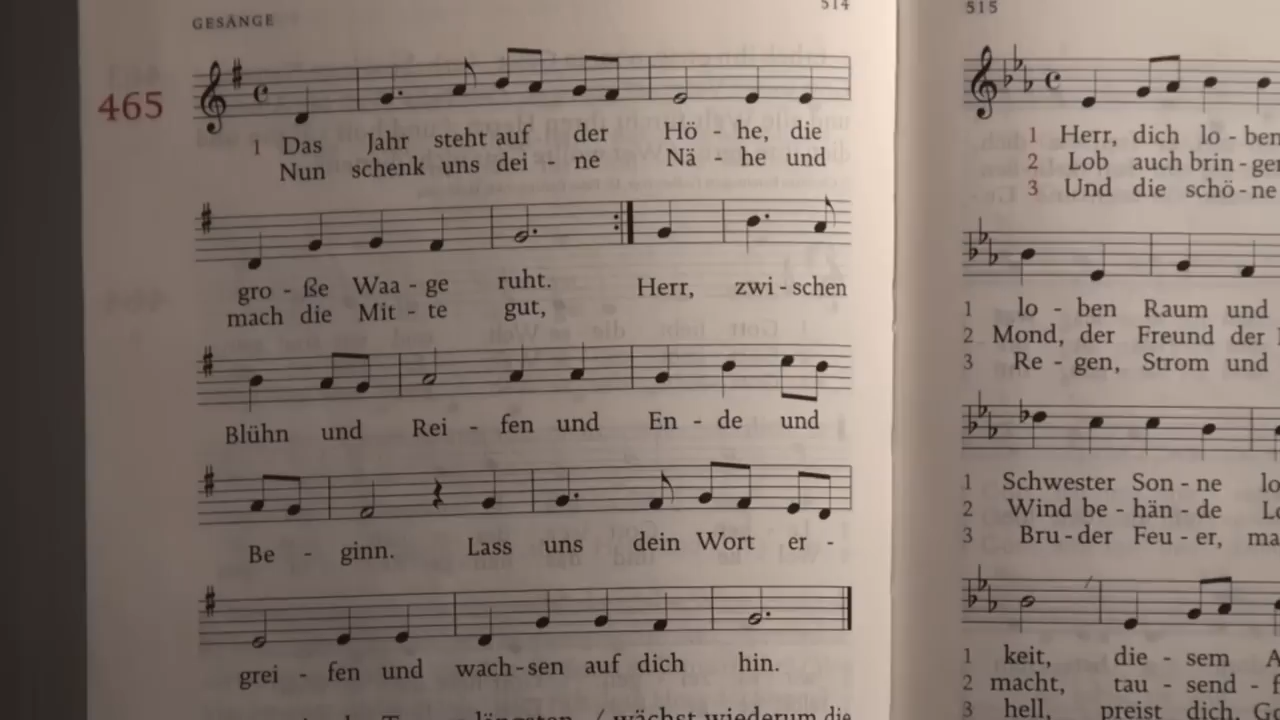 GESÄNGE
514
465
1 Das Jahr steht auf der Hö - he, die
Nun schenk uns dei - ne Nä - he und
gro - ße Waa - ge ruht. Herr, zwi - schen
mach die Mit - te gut,
Blühn und Rei - fen und En - de und
Be - ginn. Lass uns dein Wort er -
grei - fen und wach - sen auf dich hin.
längsten / wächst wiederum die
515
1 Herr, dich lo - ben
2 Lob auch brin - gen
3 Und die schö - ne
1 lo - ben Raum und
2 Mond, der Freund der
3 Re - gen, Strom und
1 Schwester Son - ne
2 Wind be - hän - de
3 Bru - der Feu - er,
1 keit, die - sem
2 macht, tau - send -
3 hell, preist dich,